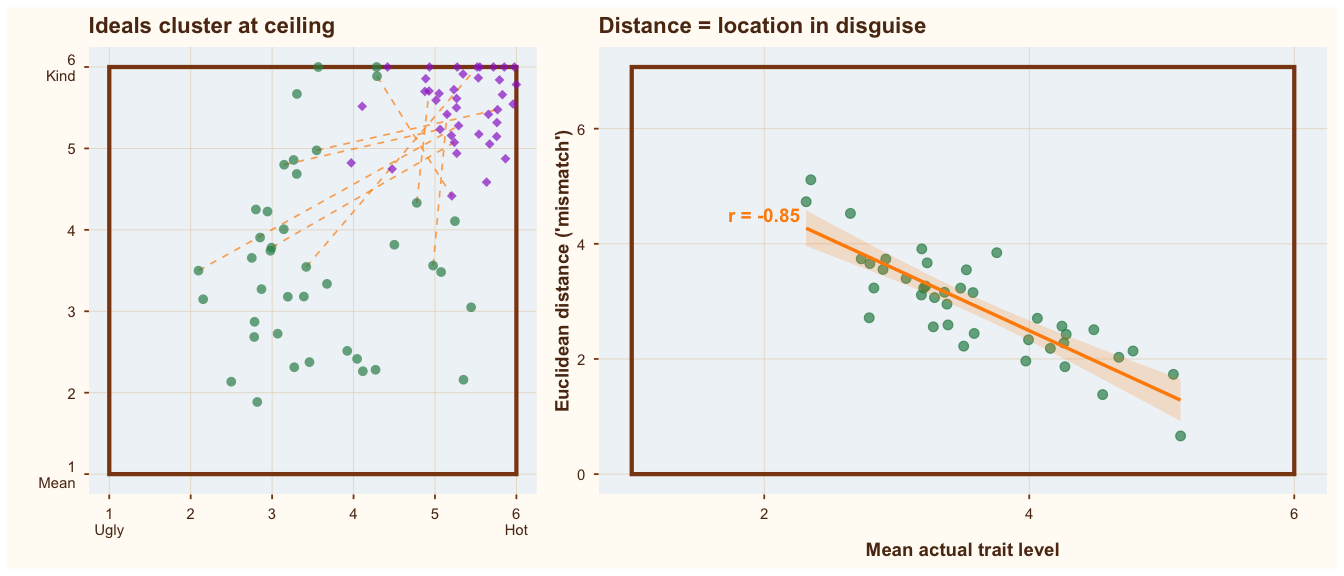 Ideals cluster at ceiling
6
Kind
5
4
3
2
1
Mean
1
2
3
4
5
6
Ugly
Hot
Distance = location in disguise
Euclidean distance ('mismatch')
6
4
2
0
r = -0.85
2
4
6
Mean actual trait level